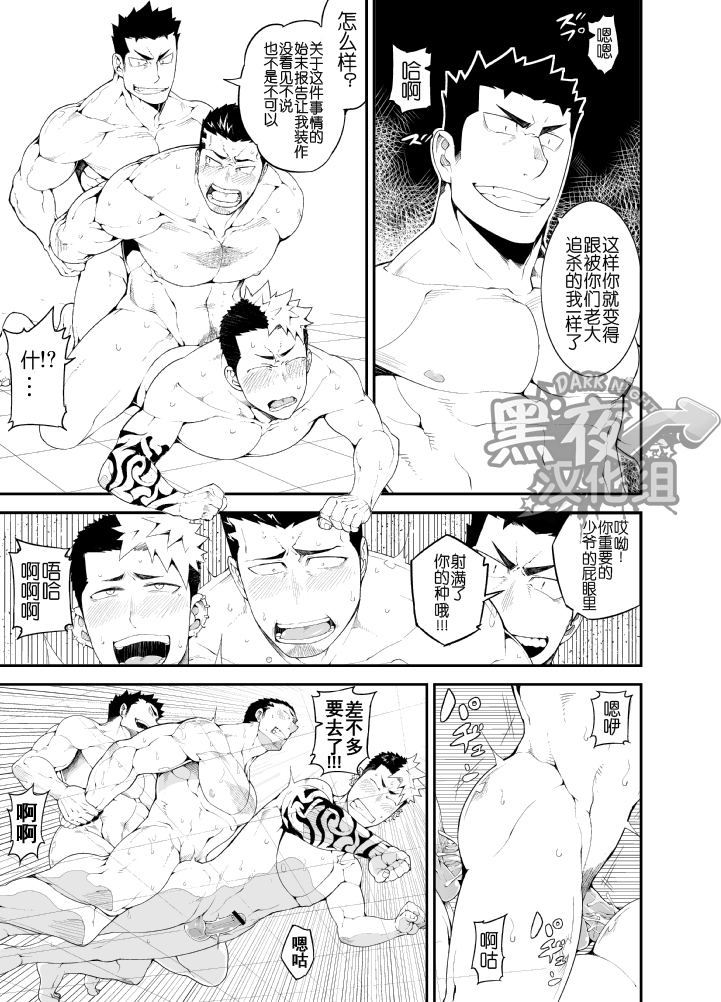 嗯嗯
ズズッ
哈
啊
这样你就变得
跟被你们老大
追杀的我一样了
怎么样？
关于这件事情的
始末报告让我装作
没看见不说
也不是不可以
什!?
…
DARK NIGHT
黑夜
汉化组
哎呦！
你重要的
少爷的屁眼里
射满了
你的种哦!!!
唔哈
啊啊啊
嗯咿
啊咕
差不多
要去了!!!
啊
啊
嗯咕